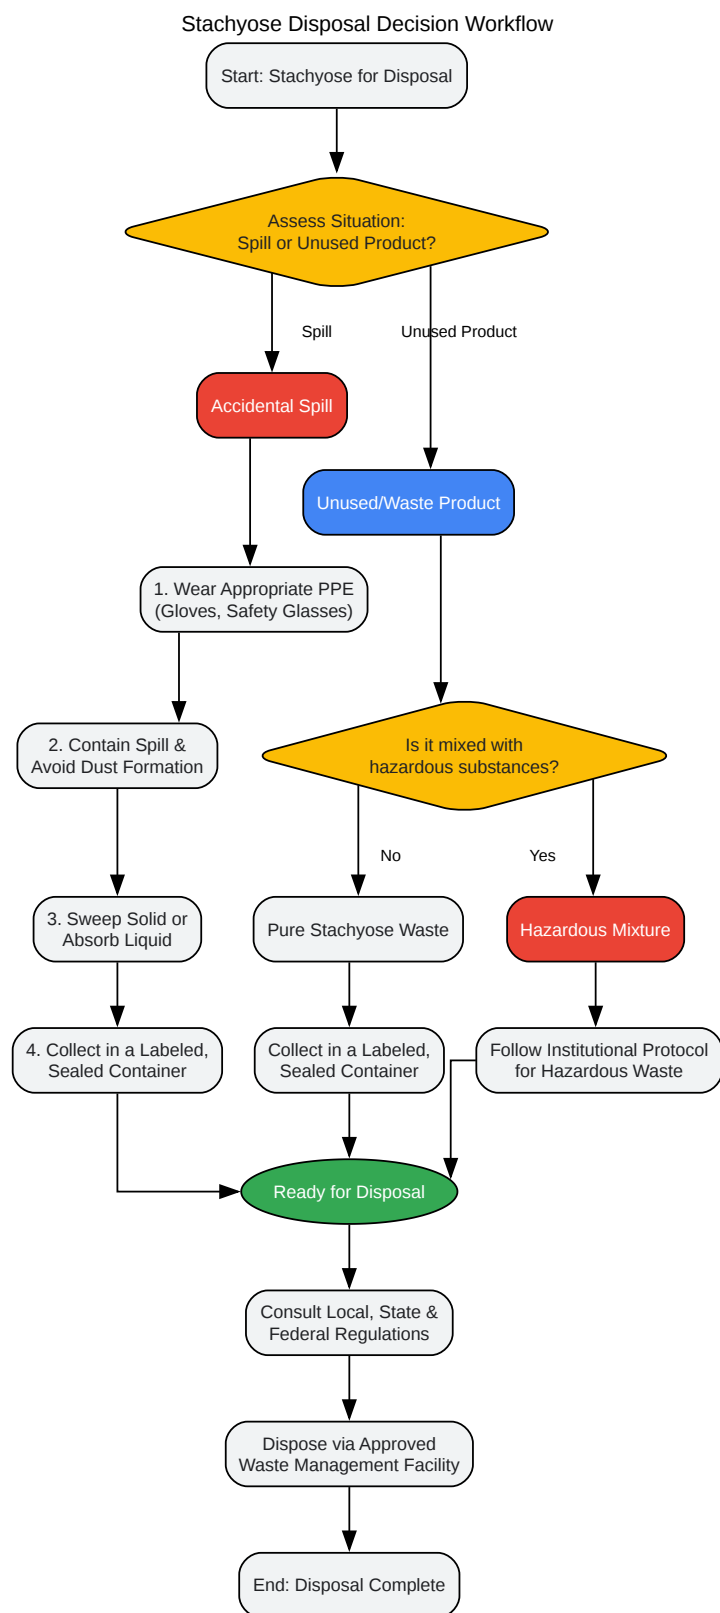 Stachyose Disposal Decision Workflow
Start: Stachyose for Disposal
Assess Situation:
Spill or Unused Product?
Spill
Unused Product
Accidental Spill
Unused/Waste Product
1. Wear Appropriate PPE
(Gloves, Safety Glasses)
2. Contain Spill &
Avoid Dust Formation
Is it mixed with
hazardous substances?
No
Yes
3. Sweep Solid or
Absorb Liquid
Pure Stachyose Waste
Hazardous Mixture
4. Collect in a Labeled,
Sealed Container
Collect in a Labeled,
Sealed Container
Follow Institutional Protocol
for Hazardous Waste
Ready for Disposal
Consult Local, State &
Federal Regulations
Dispose via Approved
Waste Management Facility
End: Disposal Complete